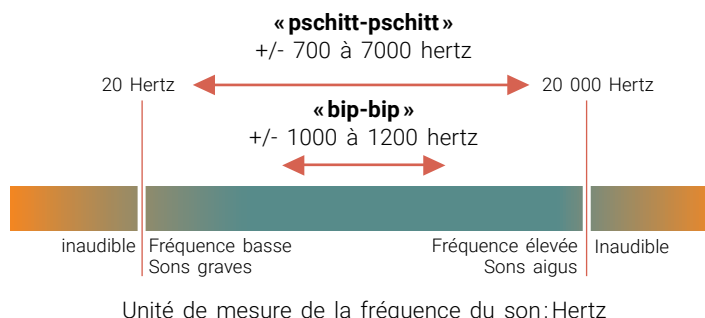 « pschitt-pschitt »
+/- 700 à 7000 hertz
20 Hertz
20 000 Hertz
« bip-bip »
+/- 1000 à 1200 hertz
inaudible
Fréquence basse
Sons graves
Fréquence élevée
Sons aigus
Inaudible
Unité de mesure de la fréquence du son : Hertz